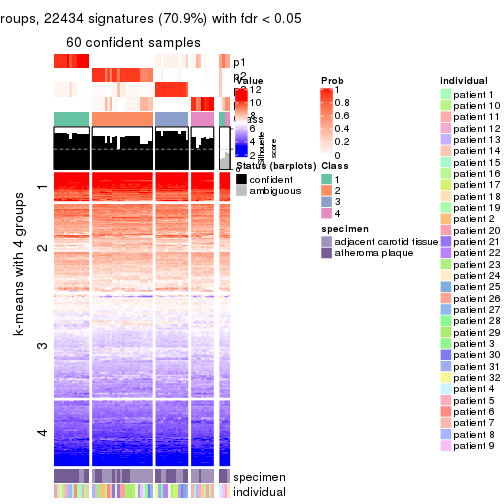 roups, 22434 signatures (70.9%) with fdr < 0.05
60 confident samples
p1
p2
Value
12
10
8
6
4
2
Silhouette
score
Prob
1
0.8
0.6
0.4
0.2
0
Status (barplots)
confident
ambiguous
Class
1
2
3
4
specimen
adjacent carotid tissue
atheroma plaque
individual
patient 1
patient 10
patient 11
patient 12
patient 13
patient 14
patient 15
patient 16
patient 17
patient 18
patient 19
patient 2
patient 20
patient 21
patient 22
patient 23
patient 24
patient 25
patient 26
patient 27
patient 28
patient 29
patient 3
patient 30
patient 31
patient 32
patient 4
patient 5
patient 6
patient 7
patient 8
patient 9
k-means with 4 groups
1
2
3
4
specimen
individual